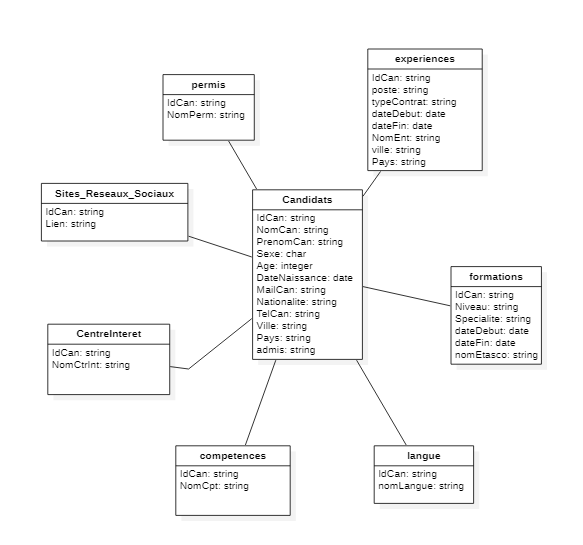 experiences
IdCan: string
poste: string
typeContrat: string
dateDebut: date
dateFin: date
NomEnt: string
ville: string
Pays: string
permis
IdCan: string
NomPerm: string
Sites_Reseaux_Sociaux
IdCan: string
Lien: string
Candidats
IdCan: string
NomCan: string
PrenomCan: string
Sexe: char
Age: integer
DateNaissance: date
MailCan: string
Nationalite: string
TelCan: string
Ville: string
Pays: string
admis: string
formations
IdCan: string
Niveau: string
Specialite: string
dateDebut: date
dateFin: date
nomEtasco: string
CentreInteret
IdCan: string
NomCtrInt: string
competences
IdCan: string
NomCpt: string
langue
IdCan: string
nomLangue: string